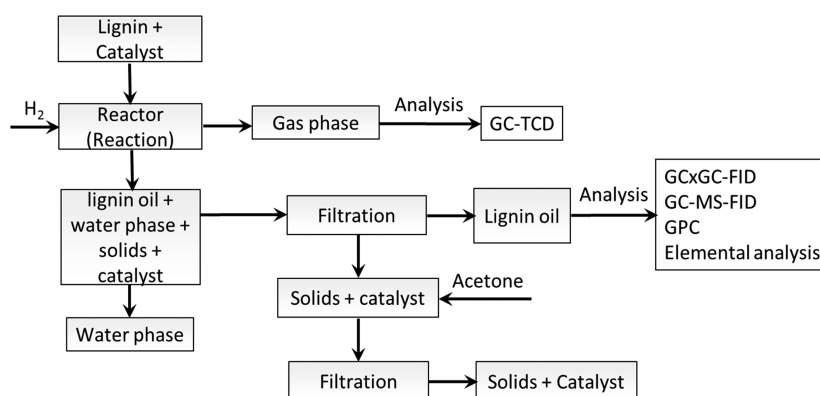 Lignin +
Catalyst
H2
Reactor
(Reaction)
Gas phase
Analysis
GC-TCD
lignin oil +
water phase +
solids +
catalyst
Filtration
Lignin oil
Analysis
GCxGC-FID
GC-MS-FID
GPC
Elemental analysis
Solids + catalyst
Acetone
Water phase
Filtration
Solids + Catalyst